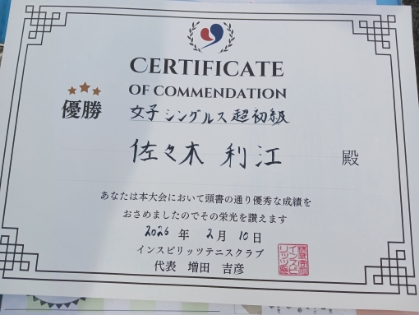 CERTIFICATE
OF COMMENDATION
優勝
女子シングルス超初級
佐々木 利江 殿
あなたは本大会において頭書の通り優秀な成績を
おさめましたのでその栄光を讃えます
2026 年 2月 10日
インスピリッツテニスクラブ
代表 増田 吉彦